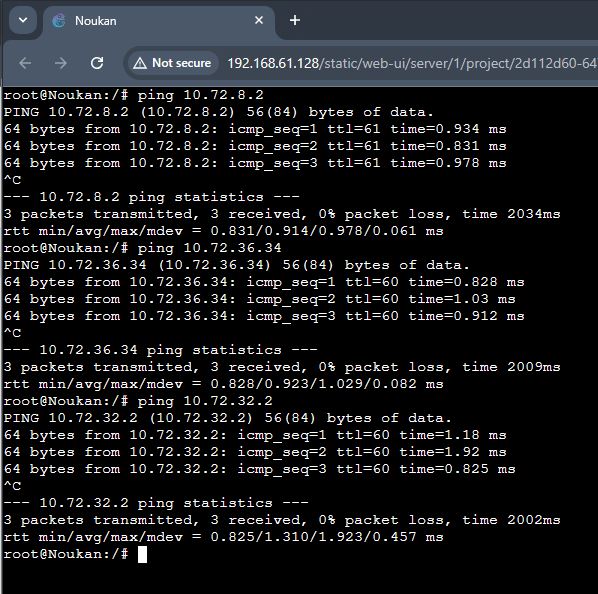 Noukan
Not secure
192.168.61.128/static/web-ui/server/1/project/2d112d60-64
root@Noukan:/# ping 10.72.8.2
PING 10.72.8.2 (10.72.8.2) 56(84) bytes of data.
64 bytes from 10.72.8.2: icmp_seq=1 ttl=61 time=0.934 ms
64 bytes from 10.72.8.2: icmp_seq=2 ttl=61 time=0.831 ms
64 bytes from 10.72.8.2: icmp_seq=3 ttl=61 time=0.978 ms
^C
--- 10.72.8.2 ping statistics ---
3 packets transmitted, 3 received, 0% packet loss, time 2034ms
rtt min/avg/max/mdev = 0.831/0.914/0.978/0.061 ms
root@Noukan:/# ping 10.72.36.34
PING 10.72.36.34 (10.72.36.34) 56(84) bytes of data.
64 bytes from 10.72.36.34: icmp_seq=1 ttl=60 time=0.828 ms
64 bytes from 10.72.36.34: icmp_seq=2 ttl=60 time=1.03 ms
64 bytes from 10.72.36.34: icmp_seq=3 ttl=60 time=0.912 ms
^C
--- 10.72.36.34 ping statistics ---
3 packets transmitted, 3 received, 0% packet loss, time 2009ms
rtt min/avg/max/mdev = 0.828/0.923/1.029/0.082 ms
root@Noukan:/# ping 10.72.32.2
PING 10.72.32.2 (10.72.32.2) 56(84) bytes of data.
64 bytes from 10.72.32.2: icmp_seq=1 ttl=60 time=1.18 ms
64 bytes from 10.72.32.2: icmp_seq=2 ttl=60 time=1.92 ms
64 bytes from 10.72.32.2: icmp_seq=3 ttl=60 time=0.825 ms
^C
--- 10.72.32.2 ping statistics ---
3 packets transmitted, 3 received, 0% packet loss, time 2002ms
rtt min/avg/max/mdev = 0.825/1.310/1.923/0.457 ms
root@Noukan:/#